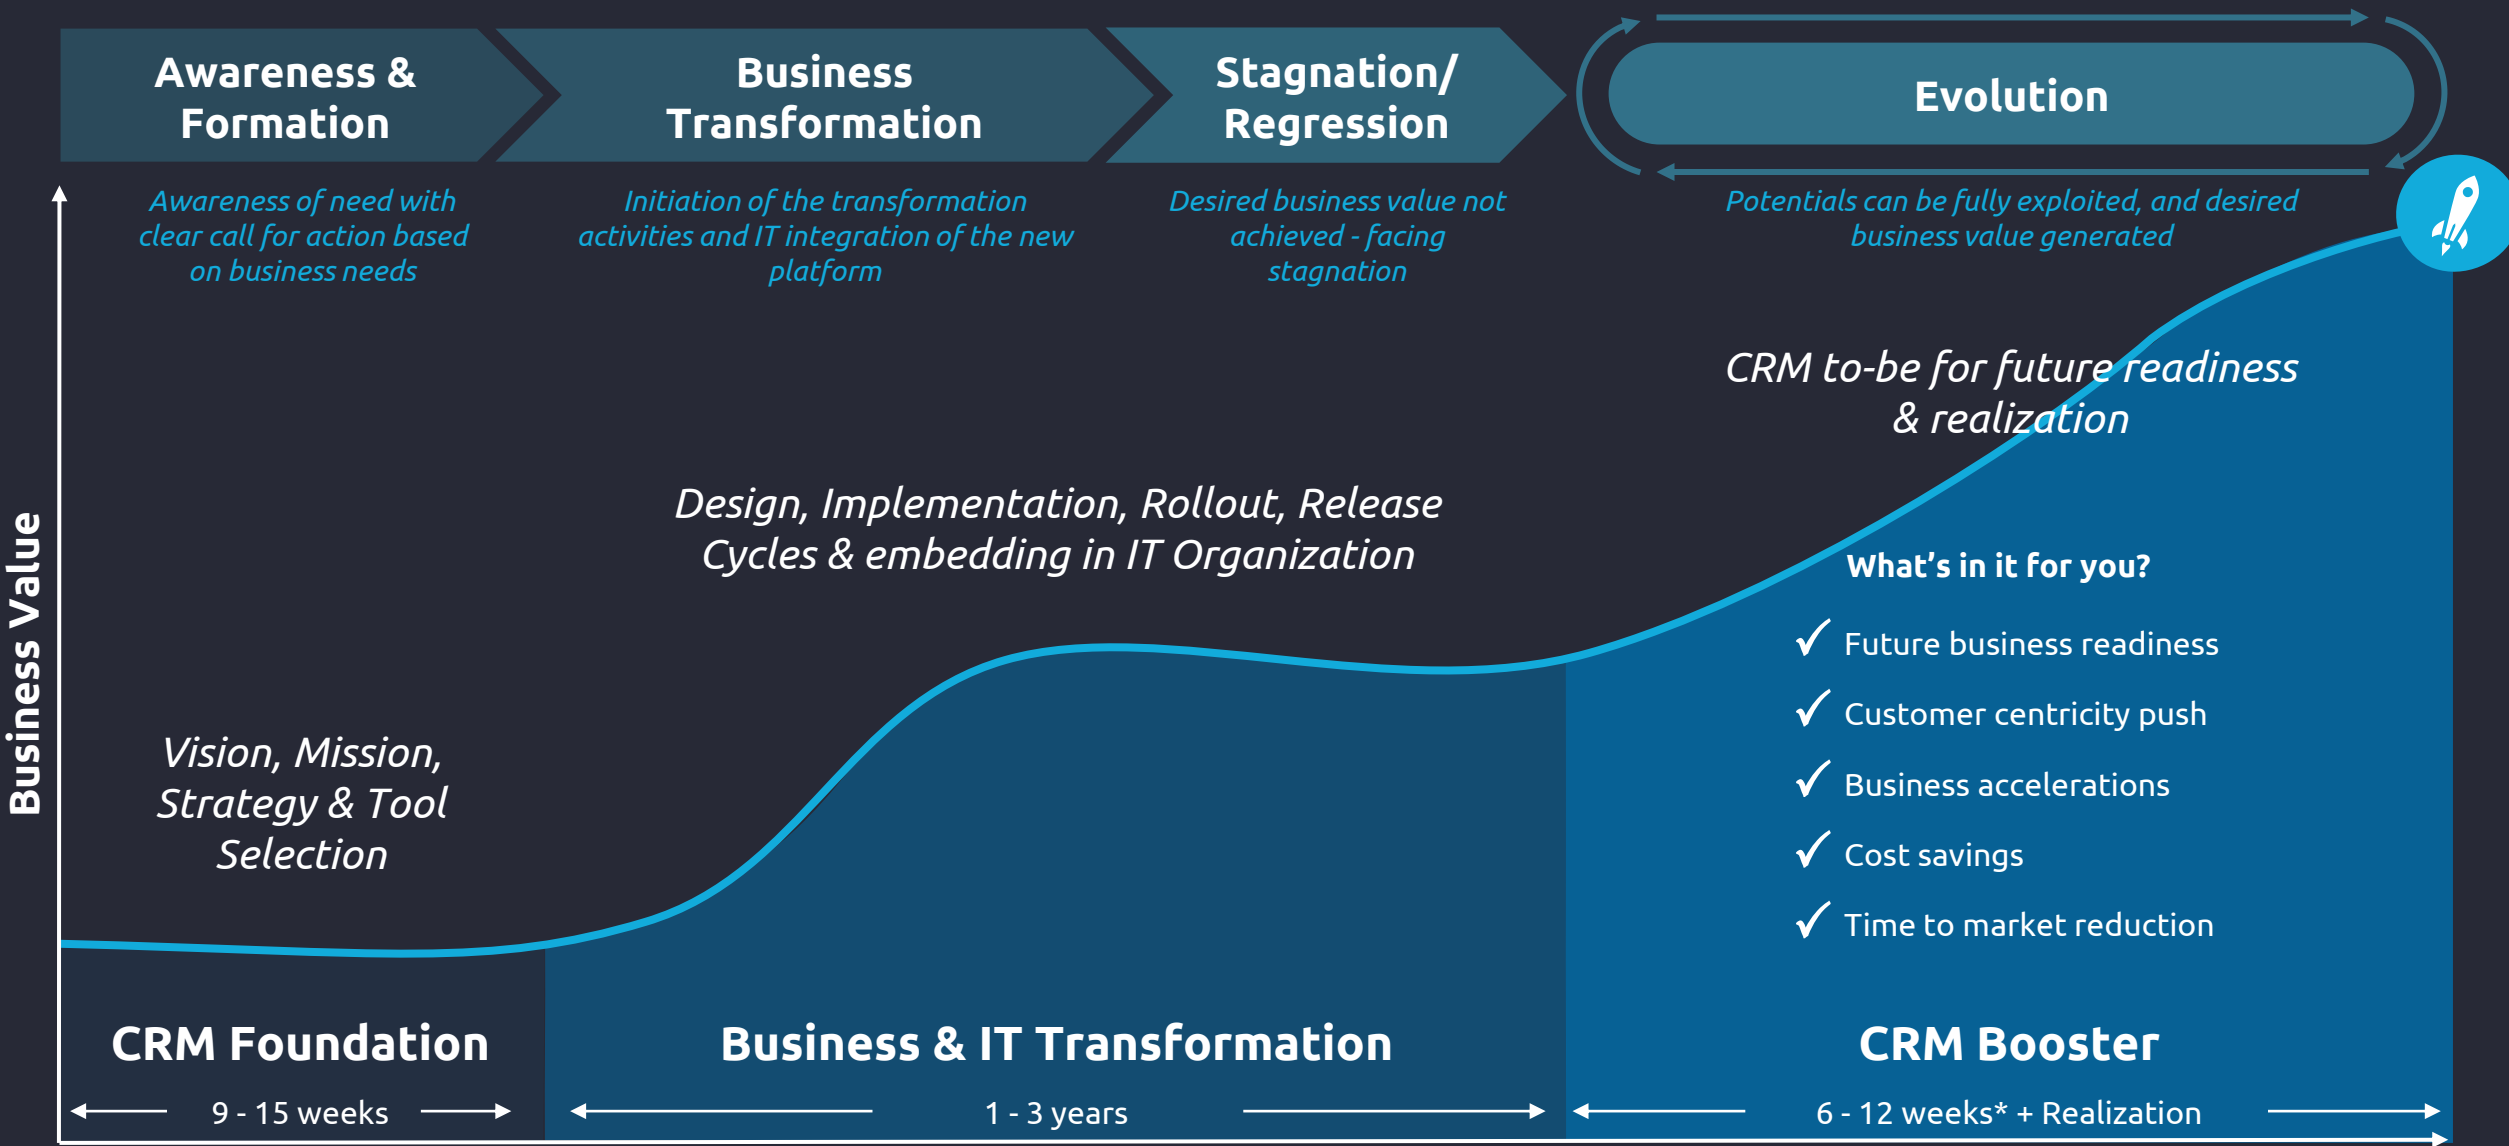 Awareness &
Formation
Business
Transformation
Stagnation/
Regression
Evolution
Awareness of need with
clear call for action based
on business needs
Initiation of the transformation
activities and IT integration of the new
platform
Desired business value not
achieved - facing
stagnation
Potentials can be fully exploited, and desired
business value generated
CRM to-be for future readiness
& realization
Design, Implementation, Rollout, Release
Cycles & embedding in IT Organization
Vision, Mission,
Strategy & Tool
Selection
Business Value
What’s in it for you?
Future business readiness
Customer centricity push
Business accelerations
Cost savings
Time to market reduction
CRM Foundation
Business & IT Transformation
CRM Booster
9 - 15 weeks
1 - 3 years
6 - 12 weeks* + Realization